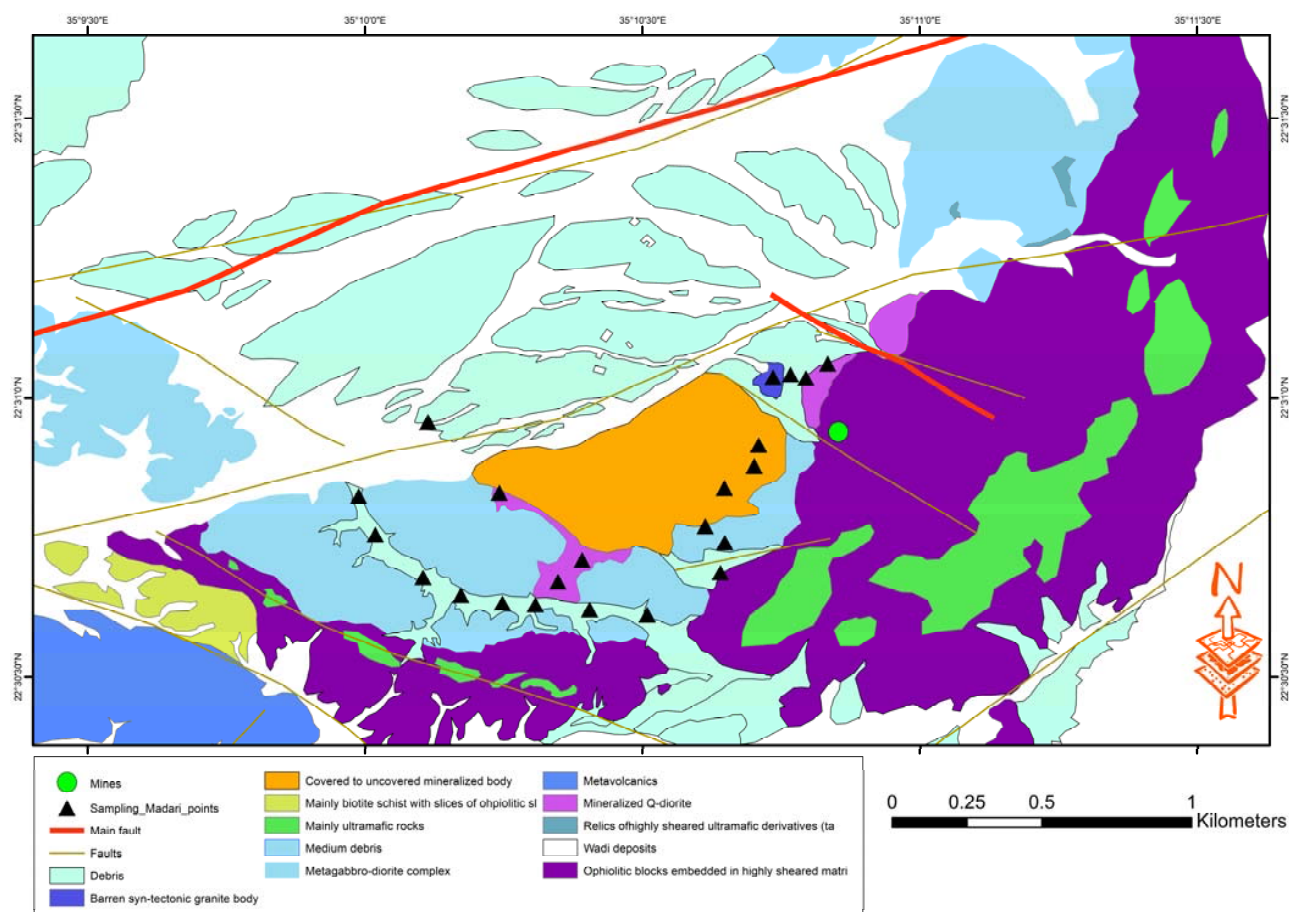 35°9'30"E 35°10'0"E 35°10'30"E 35°11'0"E 35°11'30"E
22°31'30"N 22°31'30"N
22°31'0"N 22°31'0"N
22°30'30"N 22°30'30"N
N
Mines
Sampling_Madari_points
Main fault
Faults
Debris
Barren syn-tectonic granite body
Covered to uncovered mineralized body
Mainly biotite schist with slices of ohpiolitic sl
Mainly ultramafic rocks
Medium debris
Metagabbro-diorite complex
Metavolcanics
Mineralized Q-diorite
Relics ofhighly sheared ultramafic derivatives (ta
Wadi deposits
Ophiolitic blocks embedded in highly sheared matri
0 0.25 0.5 1
Kilometers